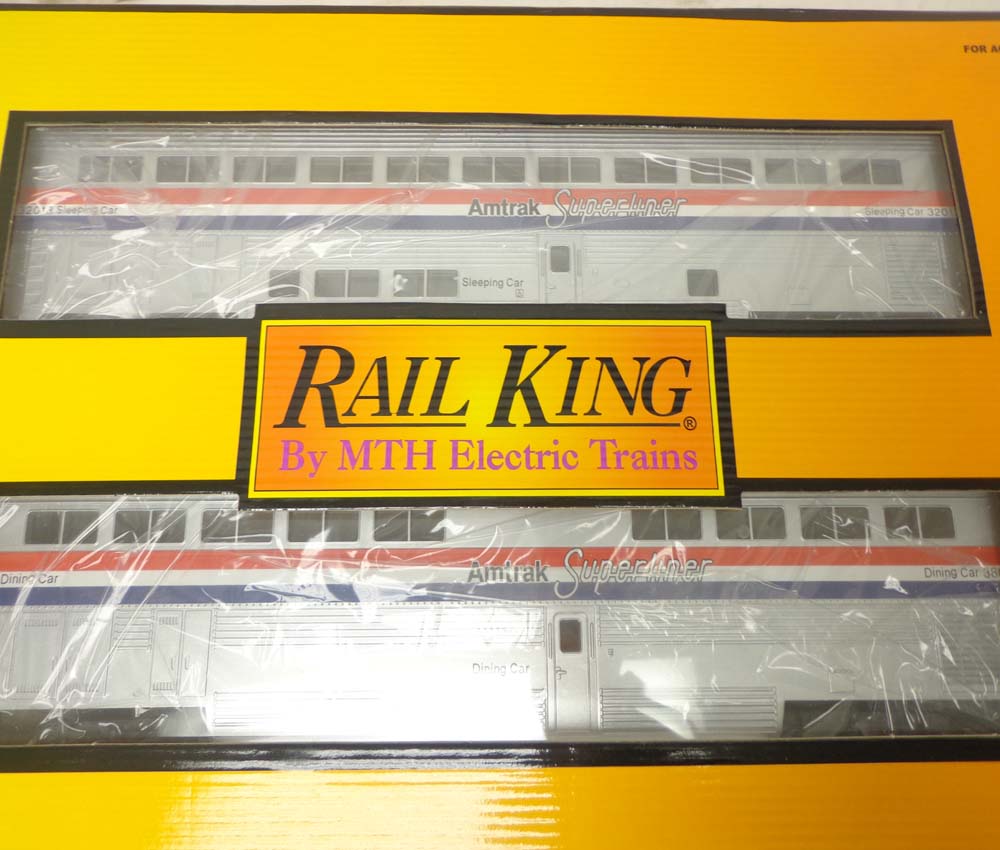 FOR
Amtrak Superliner
Sleeping Car
Sleeping Car
Sleeping Car
RAIL KING®
By MTH Electric Trains
Dining Car
Amtrak Superliner
Dining Car
Dining Car